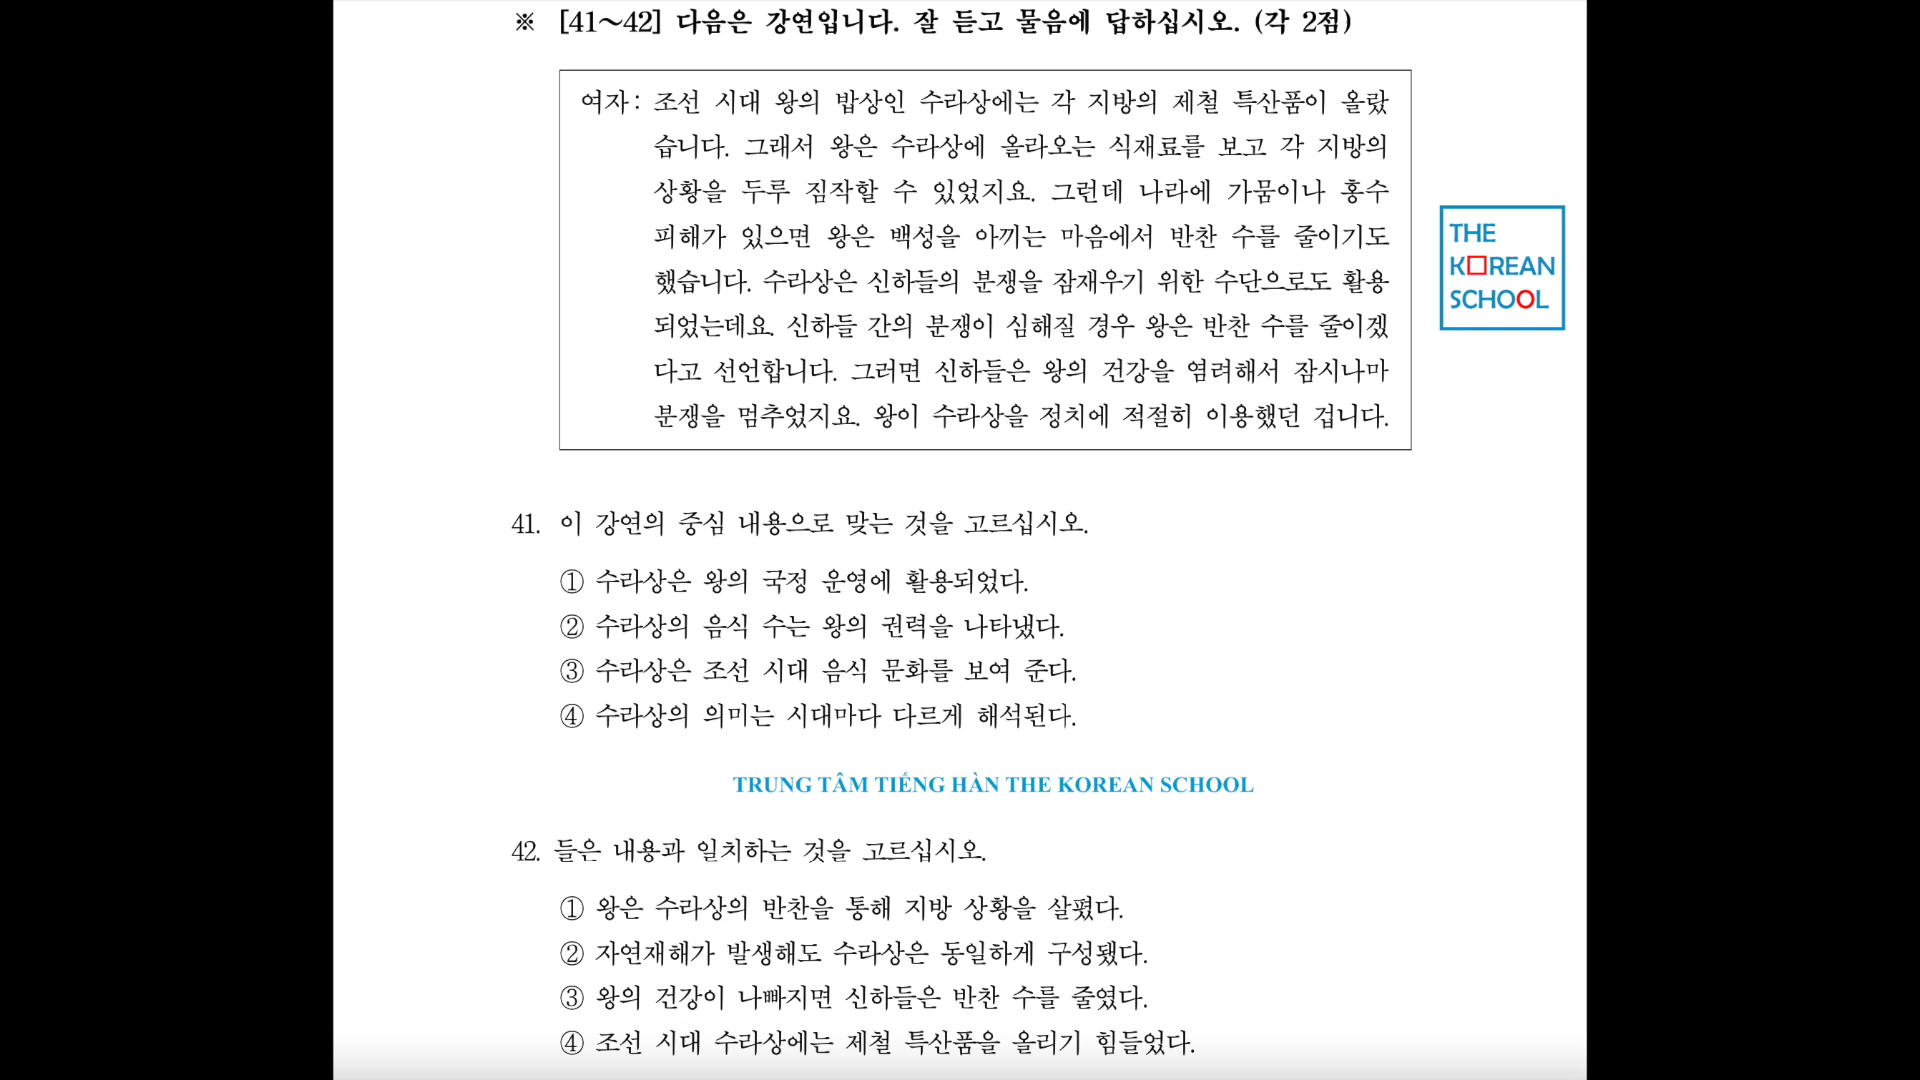 ※ [41～42] 다음은 강연입니다. 잘 듣고 물음에 답하십시오. (각 2점)
여자: 조선 시대 왕의 밥상인 수라상에는 각 지방의 제철 특산품이 올랐
습니다. 그래서 왕은 수라상에 올라오는 식재료를 보고 각 지방의
상황을 두루 짐작할 수 있었지요. 그런데 나라에 가뭄이나 홍수
피해가 있으면 왕은 백성을 아끼는 마음에서 반찬 수를 줄이기도
했습니다. 수라상은 신하들의 분쟁을 잠재우기 위한 수단으로도 활용
되었는데요. 신하들 간의 분쟁이 심해질 경우 왕은 반찬 수를 줄이겠
다고 선언합니다. 그러면 신하들은 왕의 건강을 염려해서 잠시나마
분쟁을 멈추었지요. 왕이 수라상을 정치에 적절히 이용했던 겁니다.
THE
KOREAN
SCHOOL
41. 이 강연의 중심 내용으로 맞는 것을 고르십시오.
① 수라상은 왕의 국정 운영에 활용되었다.
② 수라상의 음식 수는 왕의 권력을 나타냈다.
③ 수라상은 조선 시대 음식 문화를 보여 준다.
④ 수라상의 의미는 시대마다 다르게 해석된다.
TRUNG TÂM TIẾNG HÀN THE KOREAN SCHOOL
42. 들은 내용과 일치하는 것을 고르십시오.
① 왕은 수라상의 반찬을 통해 지방 상황을 살폈다.
② 자연재해가 발생해도 수라상은 동일하게 구성됐다.
③ 왕의 건강이 나빠지면 신하들은 반찬 수를 줄였다.
④ 조선 시대 수라상에는 제철 특산품을 올리기 힘들었다.